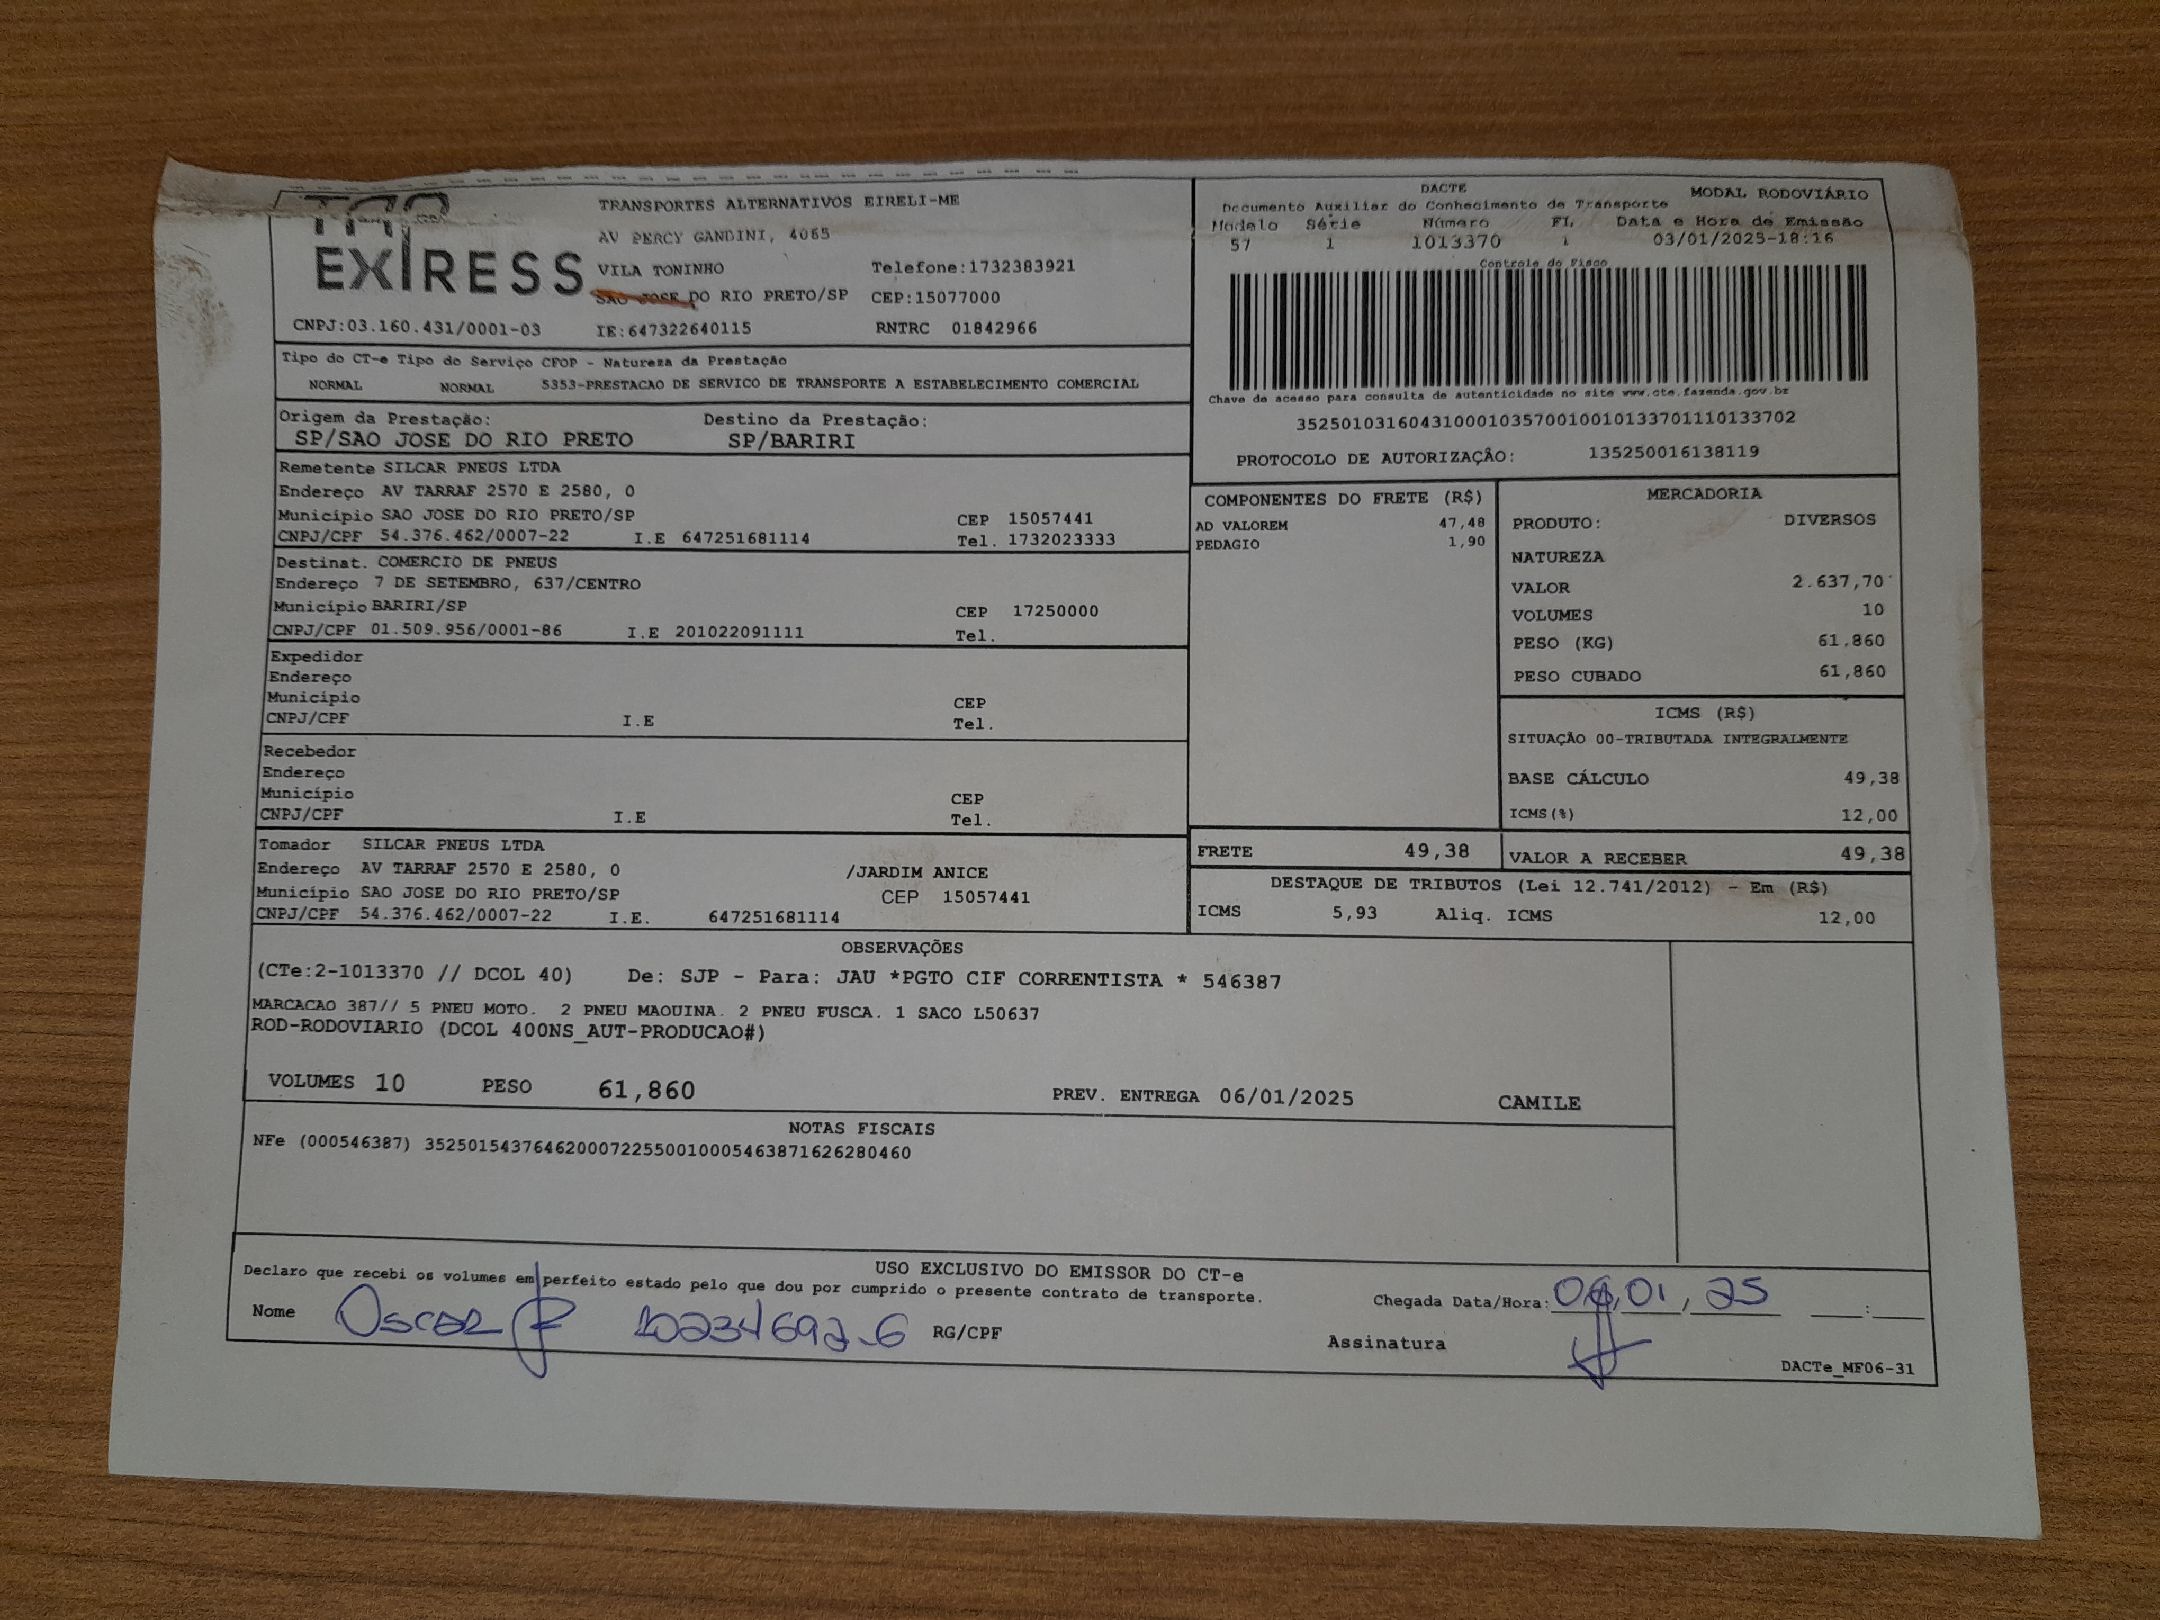 EXPRESS
TRANSPORTES ALTERNATIVOS EIRELI-ME
AV PERCY GANDINI, 4065
VILA TONINHO Telefone:1732383921
SAO JOSE DO RIO PRETO/SP CEP:15077000
CNPJ:03.160.431/0001-03 IE:647322640115 RNTRC 01842966
DACTE MODAL RODOVIÁRIO
Documento Auxiliar do Conhecimento de Transporte
Modelo Série Número FL Data e Hora de Emissão
57 1 1013370 1 03/01/2025-18:16
Controle do Fisco
Chave de acesso para consulta de autenticidade no site www.cte.fazenda.gov.br
35250103160431000103570010010133701110133702
PROTOCOLO DE AUTORIZAÇÂO: 135250016138119
Tipo do CT-e Tipo do Serviço CFOP - Natureza da Prestação
NORMAL NORMAL 5353-PRESTACAO DE SERVICO DE TRANSPORTE A ESTABELECIMENTO COMERCIAL
Origem da Prestação: Destino da Prestação:
SP/SAO JOSE DO RIO PRETO SP/BARIRI
Remetente SILCAR PNEUS LTDA
Endereço AV TARRAF 2570 E 2580, 0
Município SAO JOSE DO RIO PRETO/SP CEP 15057441
CNPJ/CPF 54.376.462/0007-22 I.E 647251681114 Tel. 1732023333
Destinat. COMERCIO DE PNEUS
Endereço 7 DE SETEMBRO, 637/CENTRO
Município BARIRI/SP CEP 17250000
CNPJ/CPF 01.509.956/0001-86 I.E 201022091111 Tel.
Expedidor
Endereço
Município CEP
CNPJ/CPF I.E Tel.
Recebedor
Endereço
Município CEP
CNPJ/CPF I.E Tel.
Tomador SILCAR PNEUS LTDA
Endereço AV TARRAF 2570 E 2580, 0 /JARDIM ANICE
Município SAO JOSE DO RIO PRETO/SP CEP 15057441
CNPJ/CPF 54.376.462/0007-22 I.E. 647251681114
COMPONENTES DO FRETE (R$)
AD VALOREM 47,48
PEDAGIO 1,90
MERCADORIA
PRODUTO: DIVERSOS
NATUREZA
VALOR 2.637,70
VOLUMES 10
PESO (KG) 61,860
PESO CUBADO 61,860
ICMS (R$)
SITUAÇÃO 00-TRIBUTADA INTEGRALMENTE
BASE CÁLCULO 49,38
ICMS(%) 12,00
FRETE 49,38 VALOR A RECEBER 49,38
DESTAQUE DE TRIBUTOS (Lei 12.741/2012) - Em (R$)
ICMS 5,93 Aliq. ICMS 12,00
OBSERVAÇÕES
(CTe:2-1013370 // DCOL 40) De: SJP - Para: JAU *PGTO CIF CORRENTISTA * 546387
MARCACAO 387// 5 PNEU MOTO. 2 PNEU MAQUINA. 2 PNEU FUSCA. 1 SACO L50637
ROD-RODOVIARIO (DCOL 400NS_AUT-PRODUCAO#)
VOLUMES 10 PESO 61,860 PREV. ENTREGA 06/01/2025 CAMILE
NOTAS FISCAIS
NFe (000546387) 35250154376462000722550010005463871626280460
USO EXCLUSIVO DO EMISSOR DO CT-e
Declaro que recebi os volumes em perfeito estado pelo que dou por cumprido o presente contrato de transporte.
Nome Oscar 10234692-6 RG/CPF
Chegada Data/Hora: 06, 01, 25 :
Assinatura
DACTe_MF06-31